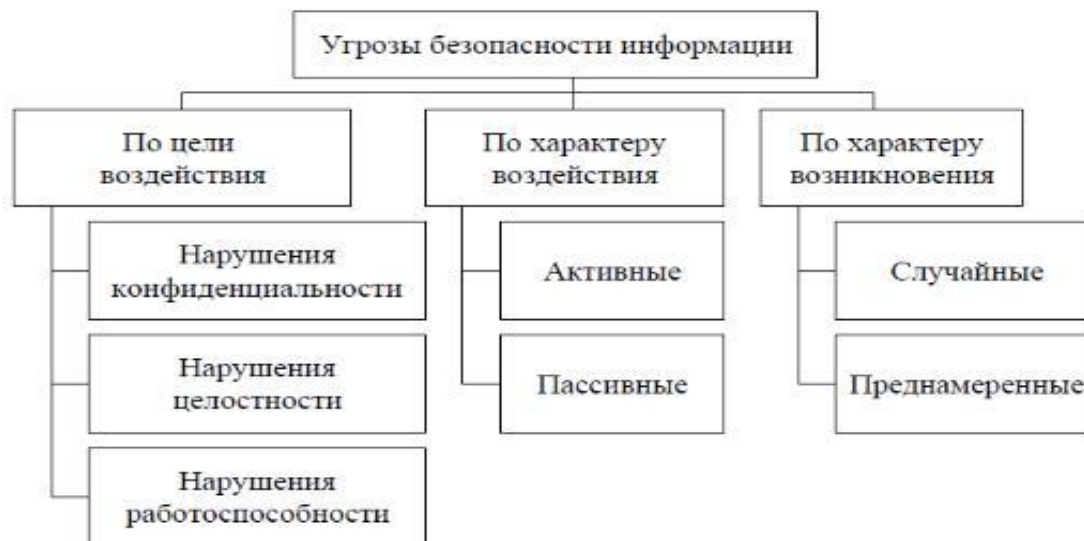 Угрозы безопасности информации
По цели
воздействия
Нарушения
конфиденциальности
Нарушения
целостности
Нарушения
работоспособности
По характеру
воздействия
Активные
Пассивные
По характеру
возникновения
Случайные
Преднамеренные